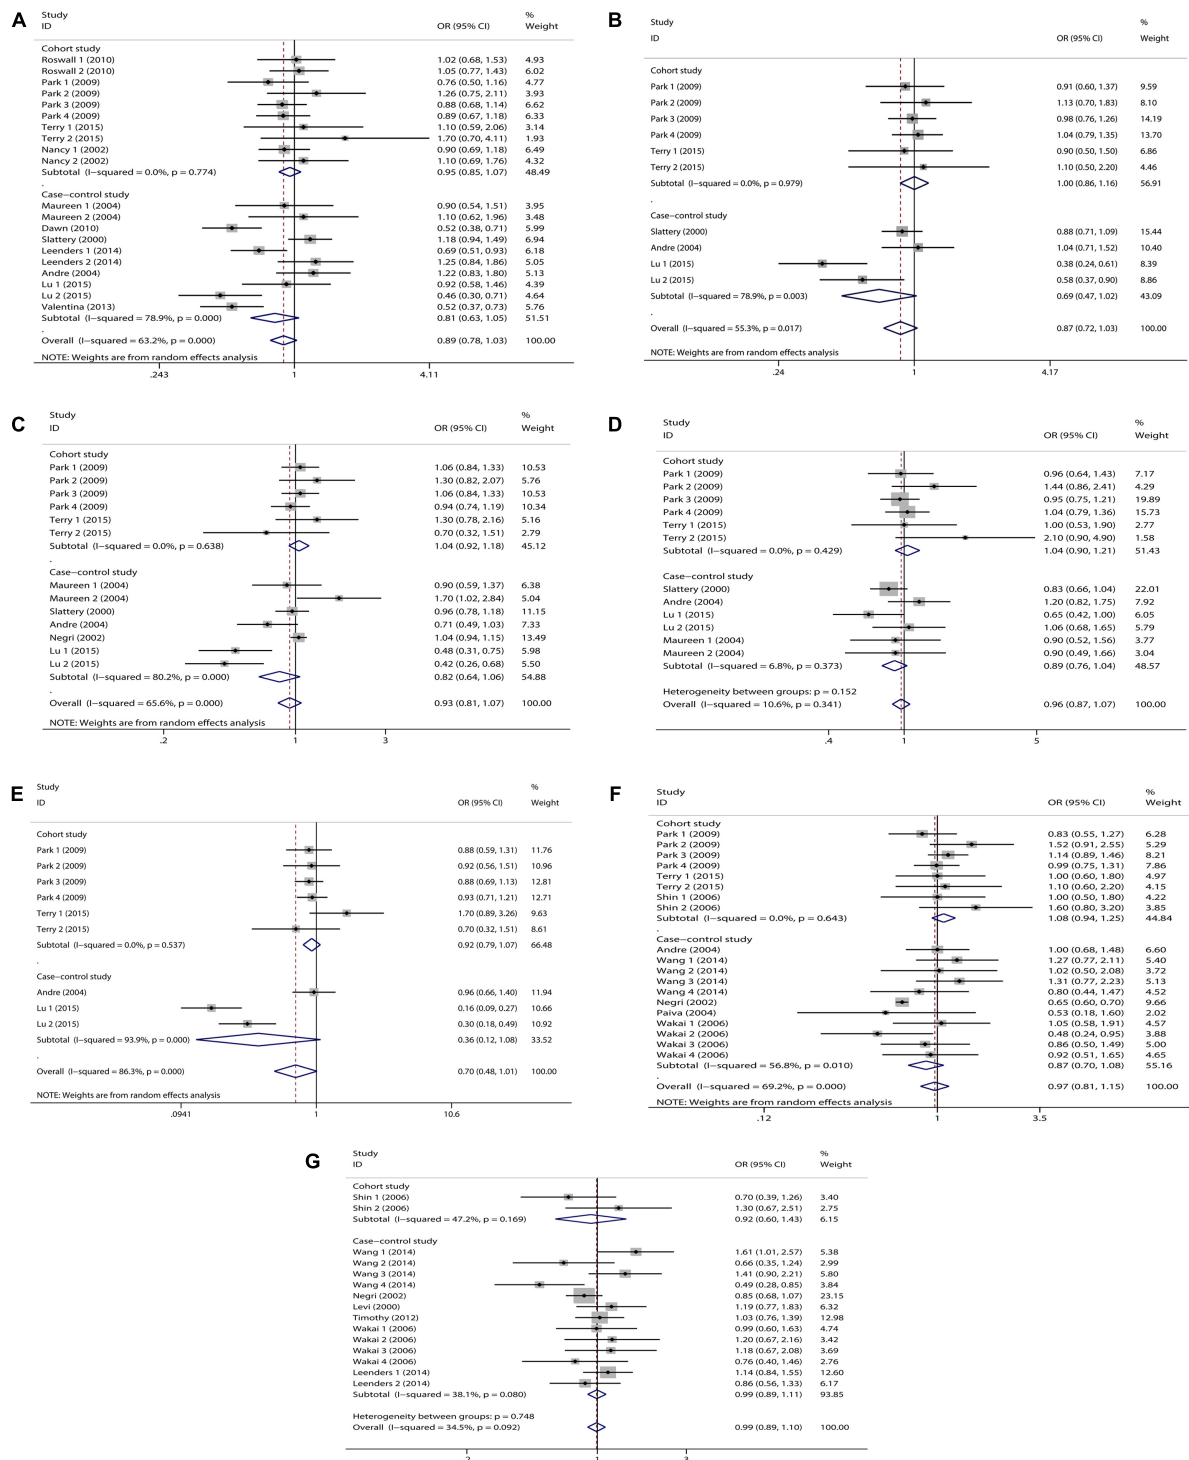 A
Study %
ID OR (95% CI) Weight
Cohort study
Roswall 1 (2010) 1.02 (0.68, 1.53) 4.93
Roswall 2 (2010) 1.05 (0.77, 1.43) 6.02
Park 1 (2009) 0.76 (0.50, 1.16) 4.77
Park 2 (2009) 1.26 (0.75, 2.11) 3.93
Park 3 (2009) 0.88 (0.68, 1.14) 6.62
Park 4 (2009) 0.89 (0.67, 1.18) 6.33
Terry 1 (2015) 1.10 (0.59, 2.06) 3.14
Terry 2 (2015) 1.70 (0.70, 4.11) 1.93
Nancy 1 (2002) 0.90 (0.69, 1.18) 6.49
Nancy 2 (2002) 1.10 (0.69, 1.76) 4.32
Subtotal (I−squared = 0.0%, p = 0.774) 0.95 (0.85, 1.07) 48.49
.
Case−control study
Maureen 1 (2004) 0.90 (0.54, 1.51) 3.95
Maureen 2 (2004) 1.10 (0.62, 1.96) 3.48
Dawn (2010) 0.52 (0.38, 0.71) 5.99
Slattery (2000) 1.18 (0.94, 1.49) 6.94
Leenders 1 (2014) 0.69 (0.51, 0.93) 6.18
Leenders 2 (2014) 1.25 (0.84, 1.86) 5.05
Andre (2004) 1.22 (0.83, 1.80) 5.13
Lu 1 (2015) 0.92 (0.58, 1.46) 4.39
Lu 2 (2015) 0.46 (0.30, 0.71) 4.64
Valentina (2013) 0.52 (0.37, 0.73) 5.76
Subtotal (I−squared = 78.9%, p = 0.000) 0.81 (0.63, 1.05) 51.51
.
Overall (I−squared = 63.2%, p = 0.000) 0.89 (0.78, 1.03) 100.00
NOTE: Weights are from random effects analysis
.243 1 4.11
B
Study %
ID OR (95% CI) Weight
Cohort study
Park 1 (2009) 0.91 (0.60, 1.37) 9.59
Park 2 (2009) 1.13 (0.70, 1.83) 8.10
Park 3 (2009) 0.98 (0.76, 1.26) 14.19
Park 4 (2009) 1.04 (0.79, 1.35) 13.70
Terry 1 (2015) 0.90 (0.50, 1.50) 6.86
Terry 2 (2015) 1.10 (0.50, 2.20) 4.46
Subtotal (I−squared = 0.0%, p = 0.979) 1.00 (0.86, 1.16) 56.91
.
Case−control study
Slattery (2000) 0.88 (0.71, 1.09) 15.44
Andre (2004) 1.04 (0.71, 1.52) 10.40
Lu 1 (2015) 0.38 (0.24, 0.61) 8.39
Lu 2 (2015) 0.58 (0.37, 0.90) 8.86
Subtotal (I−squared = 78.9%, p = 0.003) 0.69 (0.47, 1.02) 43.09
.
Overall (I−squared = 55.3%, p = 0.017) 0.87 (0.72, 1.03) 100.00
NOTE: Weights are from random effects analysis
.24 1 4.17
C
Study %
ID OR (95% CI) Weight
Cohort study
Park 1 (2009) 1.06 (0.84, 1.33) 10.53
Park 2 (2009) 1.30 (0.82, 2.07) 5.76
Park 3 (2009) 1.06 (0.84, 1.33) 10.53
Park 4 (2009) 0.94 (0.74, 1.19) 10.34
Terry 1 (2015) 1.30 (0.78, 2.16) 5.16
Terry 2 (2015) 0.70 (0.32, 1.51) 2.79
Subtotal (I−squared = 0.0%, p = 0.638) 1.04 (0.92, 1.18) 45.12
.
Case−control study
Maureen 1 (2004) 0.90 (0.59, 1.37) 6.38
Maureen 2 (2004) 1.70 (1.02, 2.84) 5.04
Slattery (2000) 0.96 (0.78, 1.18) 11.15
Andre (2004) 0.71 (0.49, 1.03) 7.33
Negri (2002) 1.04 (0.94, 1.15) 13.49
Lu 1 (2015) 0.48 (0.31, 0.75) 5.98
Lu 2 (2015) 0.42 (0.26, 0.68) 5.50
Subtotal (I−squared = 80.2%, p = 0.000) 0.82 (0.64, 1.06) 54.88
.
Overall (I−squared = 65.6%, p = 0.000) 0.93 (0.81, 1.07) 100.00
NOTE: Weights are from random effects analysis
.2 1 3
D
Study %
ID OR (95% CI) Weight
Cohort study
Park 1 (2009) 0.96 (0.64, 1.43) 7.17
Park 2 (2009) 1.44 (0.86, 2.41) 4.29
Park 3 (2009) 0.95 (0.75, 1.21) 19.89
Park 4 (2009) 1.04 (0.79, 1.36) 15.73
Terry 1 (2015) 1.00 (0.53, 1.90) 2.77
Terry 2 (2015) 2.10 (0.90, 4.90) 1.58
Subtotal (I−squared = 0.0%, p = 0.429) 1.04 (0.90, 1.21) 51.43
Case−control study
Slattery (2000) 0.83 (0.66, 1.04) 22.01
Andre (2004) 1.20 (0.82, 1.75) 7.92
Lu 1 (2015) 0.65 (0.42, 1.00) 6.05
Lu 2 (2015) 1.06 (0.68, 1.65) 5.79
Maureen 1 (2004) 0.90 (0.52, 1.56) 3.77
Maureen 2 (2004) 0.90 (0.49, 1.66) 3.04
Subtotal (I−squared = 6.8%, p = 0.373) 0.89 (0.76, 1.04) 48.57
Heterogeneity between groups: p = 0.152
Overall (I−squared = 10.6%, p = 0.341) 0.96 (0.87, 1.07) 100.00
.4 1 5
E
Study %
ID OR (95% CI) Weight
Cohort study
Park 1 (2009) 0.88 (0.59, 1.31) 11.76
Park 2 (2009) 0.92 (0.56, 1.51) 10.96
Park 3 (2009) 0.88 (0.69, 1.13) 12.81
Park 4 (2009) 0.93 (0.71, 1.21) 12.71
Terry 1 (2015) 1.70 (0.89, 3.26) 9.63
Terry 2 (2015) 0.70 (0.32, 1.51) 8.61
Subtotal (I−squared = 0.0%, p = 0.537) 0.92 (0.79, 1.07) 66.48
.
Case−control study
Andre (2004) 0.96 (0.66, 1.40) 11.94
Lu 1 (2015) 0.16 (0.09, 0.27) 10.66
Lu 2 (2015) 0.30 (0.18, 0.49) 10.92
Subtotal (I−squared = 93.9%, p = 0.000) 0.36 (0.12, 1.08) 33.52
.
Overall (I−squared = 86.3%, p = 0.000) 0.70 (0.48, 1.01) 100.00
NOTE: Weights are from random effects analysis
.0941 1 10.6
F
Study %
ID OR (95% CI) Weight
Cohort study
Park 1 (2009) 0.83 (0.55, 1.27) 6.28
Park 2 (2009) 1.52 (0.91, 2.55) 5.29
Park 3 (2009) 1.14 (0.89, 1.46) 8.21
Park 4 (2009) 0.99 (0.75, 1.31) 7.86
Terry 1 (2015) 1.00 (0.60, 1.80) 4.97
Terry 2 (2015) 1.10 (0.60, 2.20) 4.15
Shin 1 (2006) 1.00 (0.50, 1.80) 4.22
Shin 2 (2006) 1.60 (0.80, 3.20) 3.85
Subtotal (I−squared = 0.0%, p = 0.643) 1.08 (0.94, 1.25) 44.84
.
Case−control study
Andre (2004) 1.00 (0.68, 1.48) 6.60
Wang 1 (2014) 1.27 (0.77, 2.11) 5.40
Wang 2 (2014) 1.02 (0.50, 2.08) 3.72
Wang 3 (2014) 1.31 (0.77, 2.23) 5.13
Wang 4 (2014) 0.80 (0.44, 1.47) 4.52
Negri (2002) 0.65 (0.60, 0.70) 9.66
Paiva (2004) 0.53 (0.18, 1.60) 2.02
Wakai 1 (2006) 1.05 (0.58, 1.91) 4.57
Wakai 2 (2006) 0.48 (0.24, 0.95) 3.88
Wakai 3 (2006) 0.86 (0.50, 1.49) 5.00
Wakai 4 (2006) 0.92 (0.51, 1.65) 4.65
Subtotal (I−squared = 56.8%, p = 0.010) 0.87 (0.70, 1.08) 55.16
.
Overall (I−squared = 69.2%, p = 0.000) 0.97 (0.81, 1.15) 100.00
NOTE: Weights are from random effects analysis
.12 1 3.5
G
Study %
ID OR (95% CI) Weight
Cohort study
Shin 1 (2006) 0.70 (0.39, 1.26) 3.40
Shin 2 (2006) 1.30 (0.67, 2.51) 2.75
Subtotal (I−squared = 47.2%, p = 0.169) 0.92 (0.60, 1.43) 6.15
Case−control study
Wang 1 (2014) 1.61 (1.01, 2.57) 5.38
Wang 2 (2014) 0.66 (0.35, 1.24) 2.99
Wang 3 (2014) 1.41 (0.90, 2.21) 5.80
Wang 4 (2014) 0.49 (0.28, 0.85) 3.84
Negri (2002) 0.85 (0.68, 1.07) 23.15
Levi (2000) 1.19 (0.77, 1.83) 6.32
Timothy (2012) 1.03 (0.76, 1.39) 12.98
Wakai 1 (2006) 0.99 (0.60, 1.63) 4.74
Wakai 2 (2006) 1.20 (0.67, 2.16) 3.42
Wakai 3 (2006) 1.18 (0.67, 2.08) 3.69
Wakai 4 (2006) 0.76 (0.40, 1.46) 2.76
Leenders 1 (2014) 1.14 (0.84, 1.55) 12.60
Leenders 2 (2014) 0.86 (0.56, 1.33) 6.17
Subtotal (I−squared = 38.1%, p = 0.080) 0.99 (0.89, 1.11) 93.85
Heterogeneity between groups: p = 0.748
Overall (I−squared = 34.5%, p = 0.092) 0.99 (0.89, 1.10) 100.00